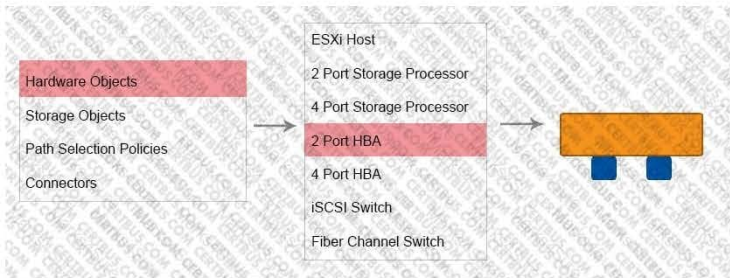 Hardware Objects
Storage Objects
Path Selection Policies
Connectors
ESXi Host
2 Port Storage Processor
4 Port Storage Processor
2 Port HBA
4 Port HBA
iSCSI Switch
Fiber Channel Switch